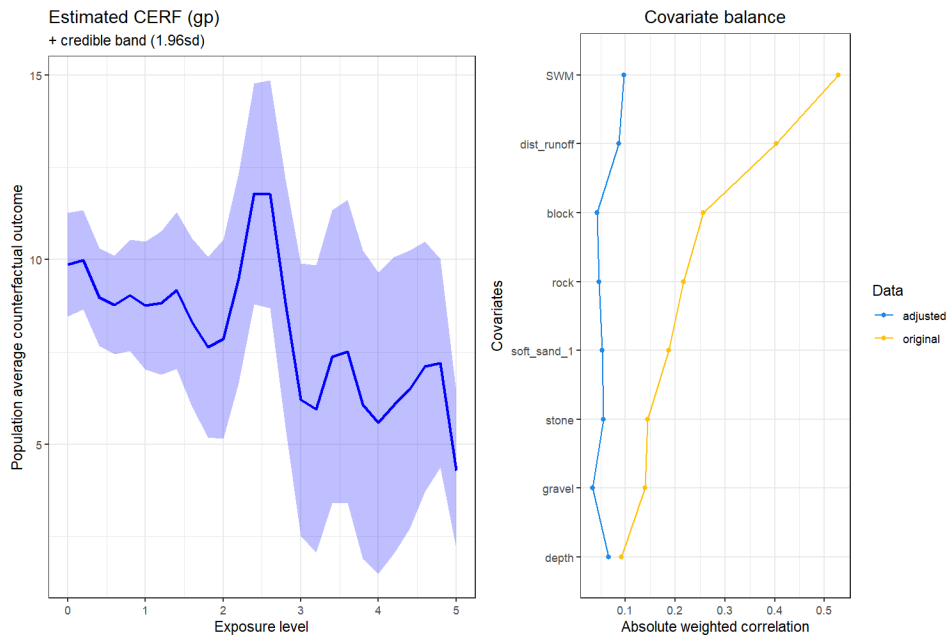 Estimated CERF (gp)
+ credible band (1.96sd)
Population average counterfactual outcome
15
10
5
0
1
2
3
4
5
Exposure level
Covariate balance
Covariates
SWM
dist_runoff
block
rock
soft_sand_1
stone
gravel
depth
0.1
0.2
0.3
0.4
0.5
Absolute weighted correlation
Data
adjusted
original